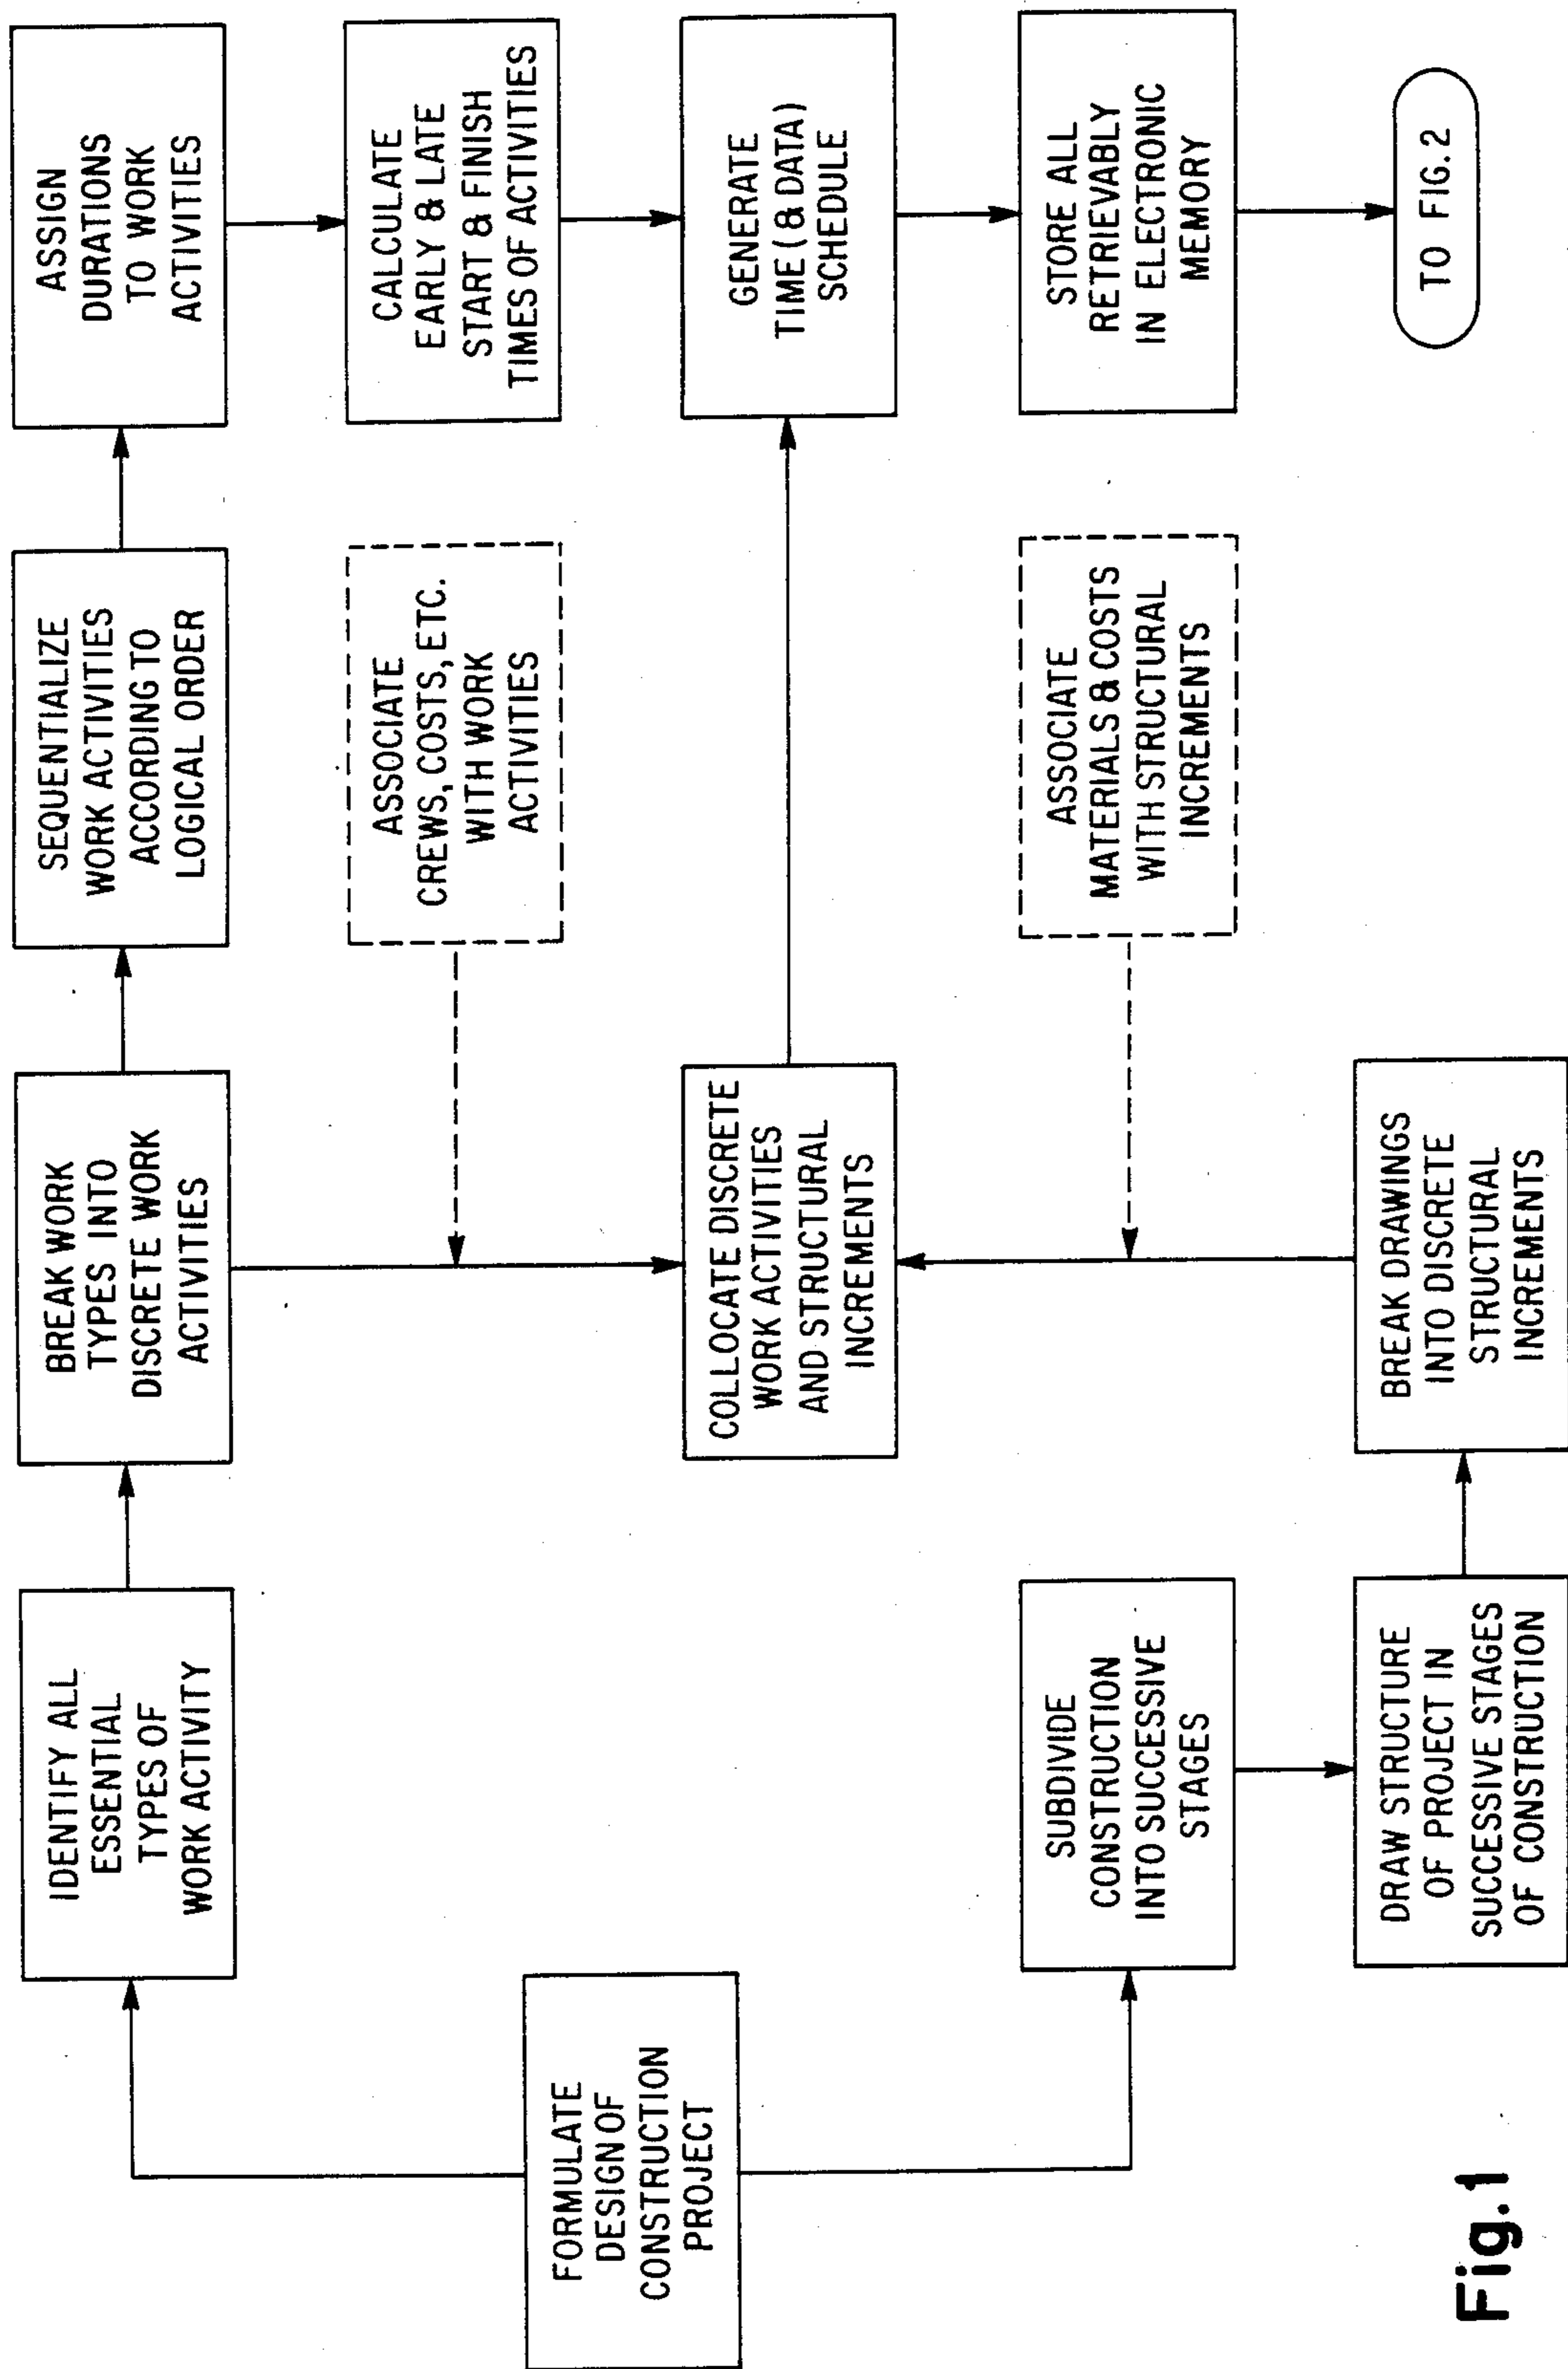 FORMULATE
DESIGN OF
CONSTRUCTION
PROJECT
IDENTIFY ALL
ESSENTIAL
TYPES OF
WORK ACTIVITY
BREAK WORK
TYPES INTO
DISCRETE WORK
ACTIVITIES
SEQUENTIALIZE
WORK ACTIVITIES
ACCORDING TO
LOGICAL ORDER
ASSIGN
DURATIONS
TO WORK
ACTIVITIES
ASSOCIATE
CREWS, COSTS, ETC.
WITH WORK
ACTIVITIES
CALCULATE
EARLY & LATE
START & FINISH
TIMES OF ACTIVITIES
COLLOCATE DISCRETE
WORK ACTIVITIES
AND STRUCTURAL
INCREMENTS
GENERATE
TIME (& DATA)
SCHEDULE
SUBDIVIDE
CONSTRUCTION
INTO SUCCESSIVE
STAGES
ASSOCIATE
MATERIALS & COSTS
WITH STRUCTURAL
INCREMENTS
STORE ALL
RETRIEVABLY
IN ELECTRONIC
MEMORY
DRAW STRUCTURE
OF PROJECT IN
SUCCESSIVE STAGES
OF CONSTRUCTION
BREAK DRAWINGS
INTO DISCRETE
STRUCTURAL
INCREMENTS
TO FIG. 2
Fig.1